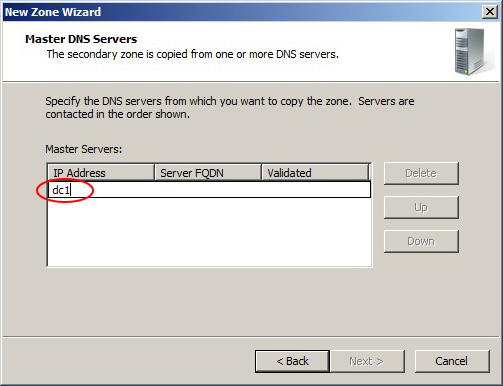 New Zone Wizard
Master DNS Servers
The secondary zone is copied from one or more DNS servers.
Specify the DNS servers from which you want to copy the zone. Servers are
contacted in the order shown.
Master Servers:
IP Address Server FQDN Validated
dc1
Delete
Up
Down
< Back Next > Cancel